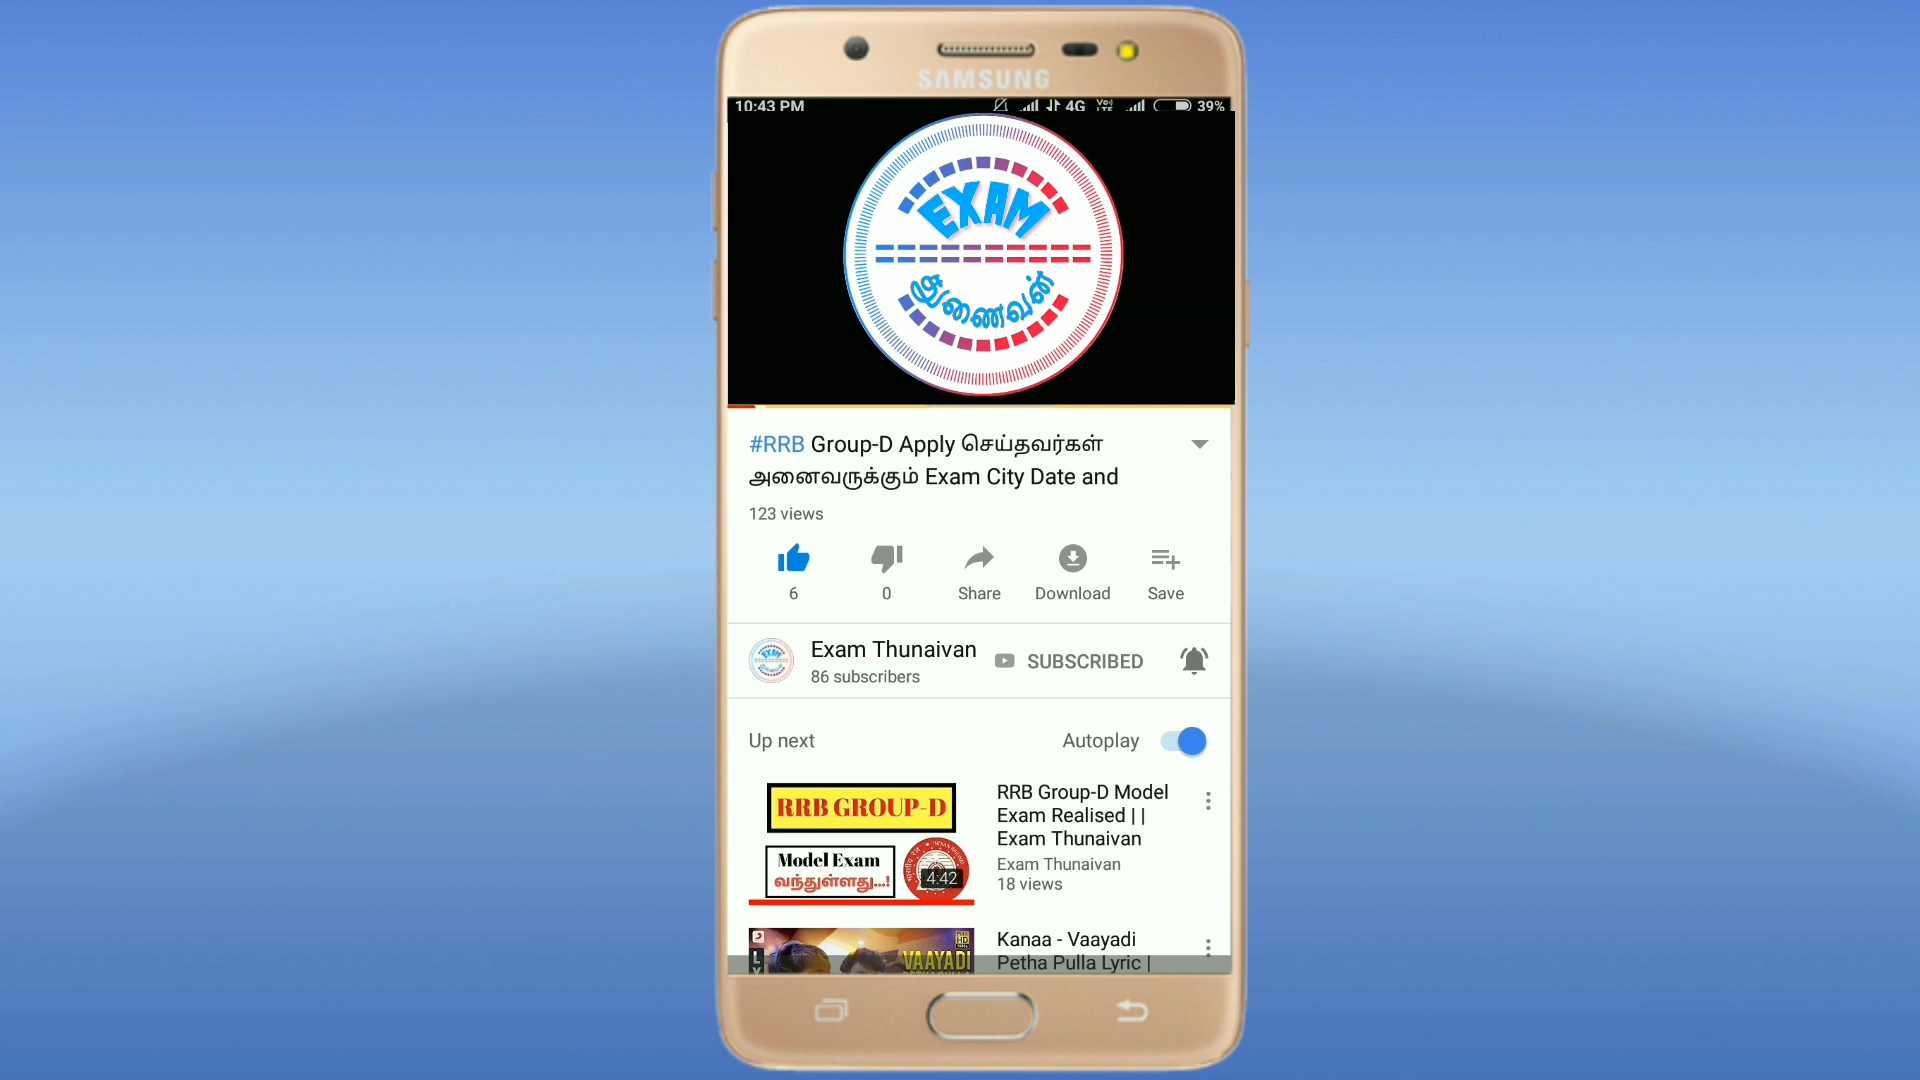 SAMSUNG
10:43 PM 4G VoJ LTE 39%
EXAM
துணைவன்
#RRB Group-D Apply செய்தவர்கள்
அனைவருக்கும் Exam City Date and
123 views
6 0 Share Download Save
Exam Thunaivan
86 subscribers
SUBSCRIBED
Up next Autoplay
RRB GROUP-D
Model Exam
வந்துள்ளது...!
4:42
RRB Group-D Model
Exam Realised ||
Exam Thunaivan
Exam Thunaivan
18 views
HD
VAAYADI
Kanaa - Vaayadi
Petha Pulla Lyric |